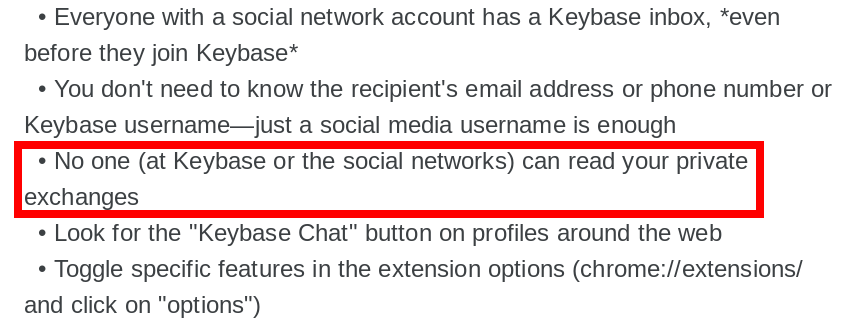 • Everyone with a social network account has a Keybase inbox, *even
before they join Keybase*
• You don't need to know the recipient's email address or phone number or
Keybase username—just a social media username is enough
• No one (at Keybase or the social networks) can read your private
exchanges
• Look for the "Keybase Chat" button on profiles around the web
• Toggle specific features in the extension options (chrome://extensions/
and click on "options")